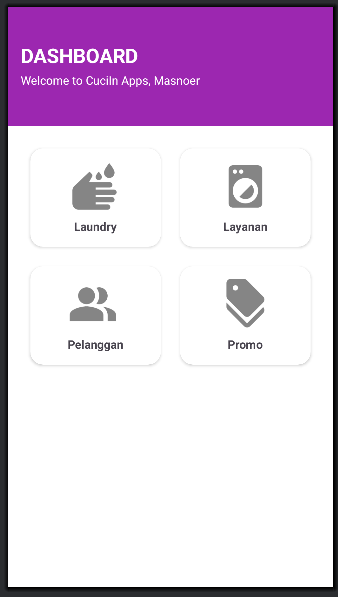 DASHBOARD
Welcome to CuciIn Apps, Masnoer
Laundry
Layanan
Pelanggan
Promo